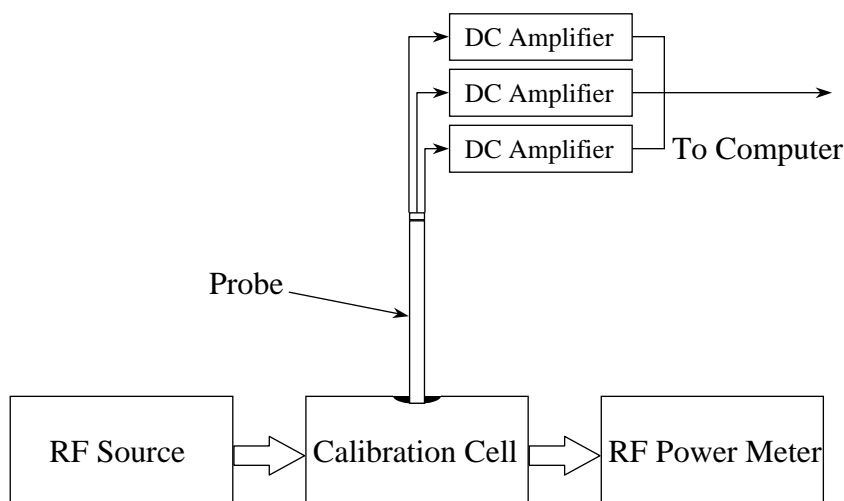 DC Amplifier
DC Amplifier
DC Amplifier
To Computer
Probe
RF Source
Calibration Cell
RF Power Meter